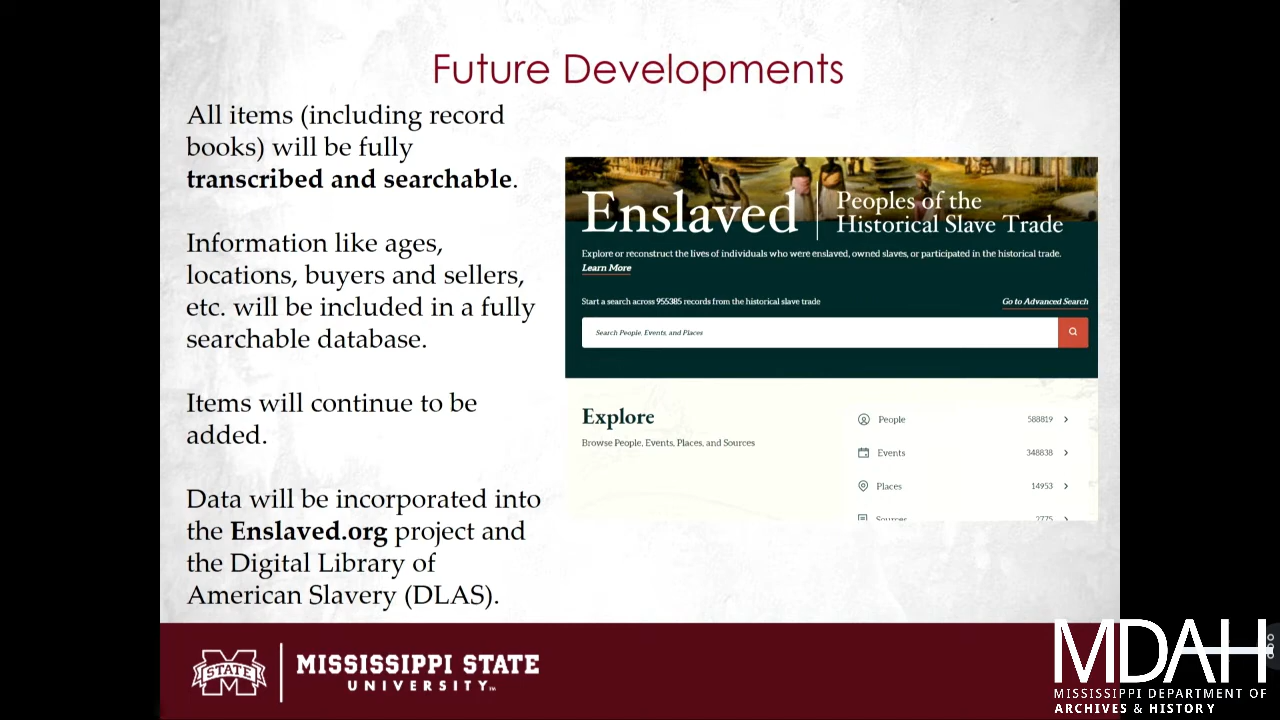 Future Developments
All items (including record
books) will be fully
transcribed and searchable.
Information like ages,
locations, buyers and sellers,
etc. will be included in a fully
searchable database.
Items will continue to be
added.
Data will be incorporated into
the Enslaved.org project and
the Digital Library of
American Slavery (DLAS).
Enslaved
Peoples of the
Historical Slave Trade
Explore or reconstruct the lives of individuals who were enslaved, owned slaves, or participated in the historical trade.
Learn More
Start a search across 955385 records from the historical slave trade
Go to Advanced Search
Search People, Events, and Places
Explore
Browse People, Events, Places, and Sources
People 588819
Events 348838
Places 14953
Sources 2775
STATE
MISSISSIPPI STATE
UNIVERSITY™
MDAH
MISSISSIPPI DEPARTMENT OF
ARCHIVES & HISTORY